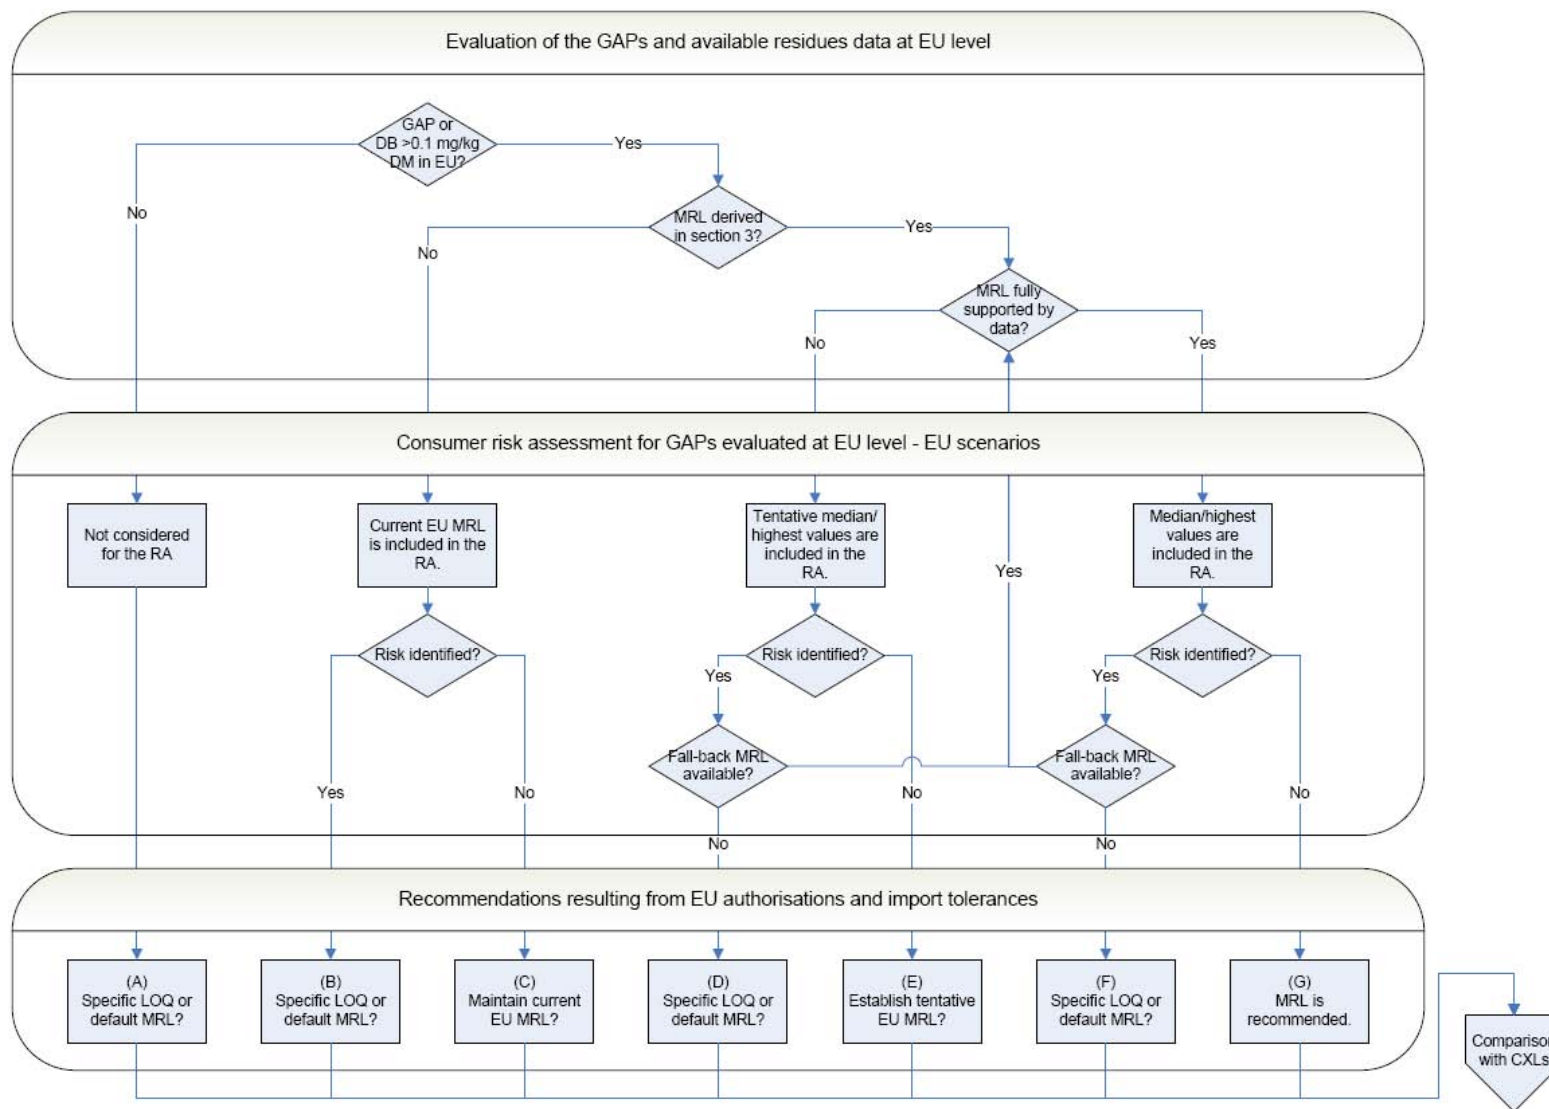 Evaluation of the GAPs and available residues data at EU level
GAP or
DB >0.1 mg/kg
DM in EU?
Yes
No
MRL derived
in section 3?
Yes
No
MRL fully
supported by
data?
No
Yes
Consumer risk assessment for GAPs evaluated at EU level - EU scenarios
Not considered
for the RA
Current EU MRL
is included in the
RA.
Tentative median/
highest values are
included in the
RA.
Median/highest
values are
included in the
RA.
Yes
Risk identified?
Risk identified?
Risk identified?
Yes
Yes
Fall-back MRL
available?
Fall-back MRL
available?
Yes
No
No
No
No
No
Recommendations resulting from EU authorisations and import tolerances
(A)
Specific LOQ or
default MRL?
(B)
Specific LOQ or
default MRL?
(C)
Maintain current
EU MRL?
(D)
Specific LOQ or
default MRL?
(E)
Establish tentative
EU MRL?
(F)
Specific LOQ or
default MRL?
(G)
MRL is
recommended.
Comparison
with CXLs